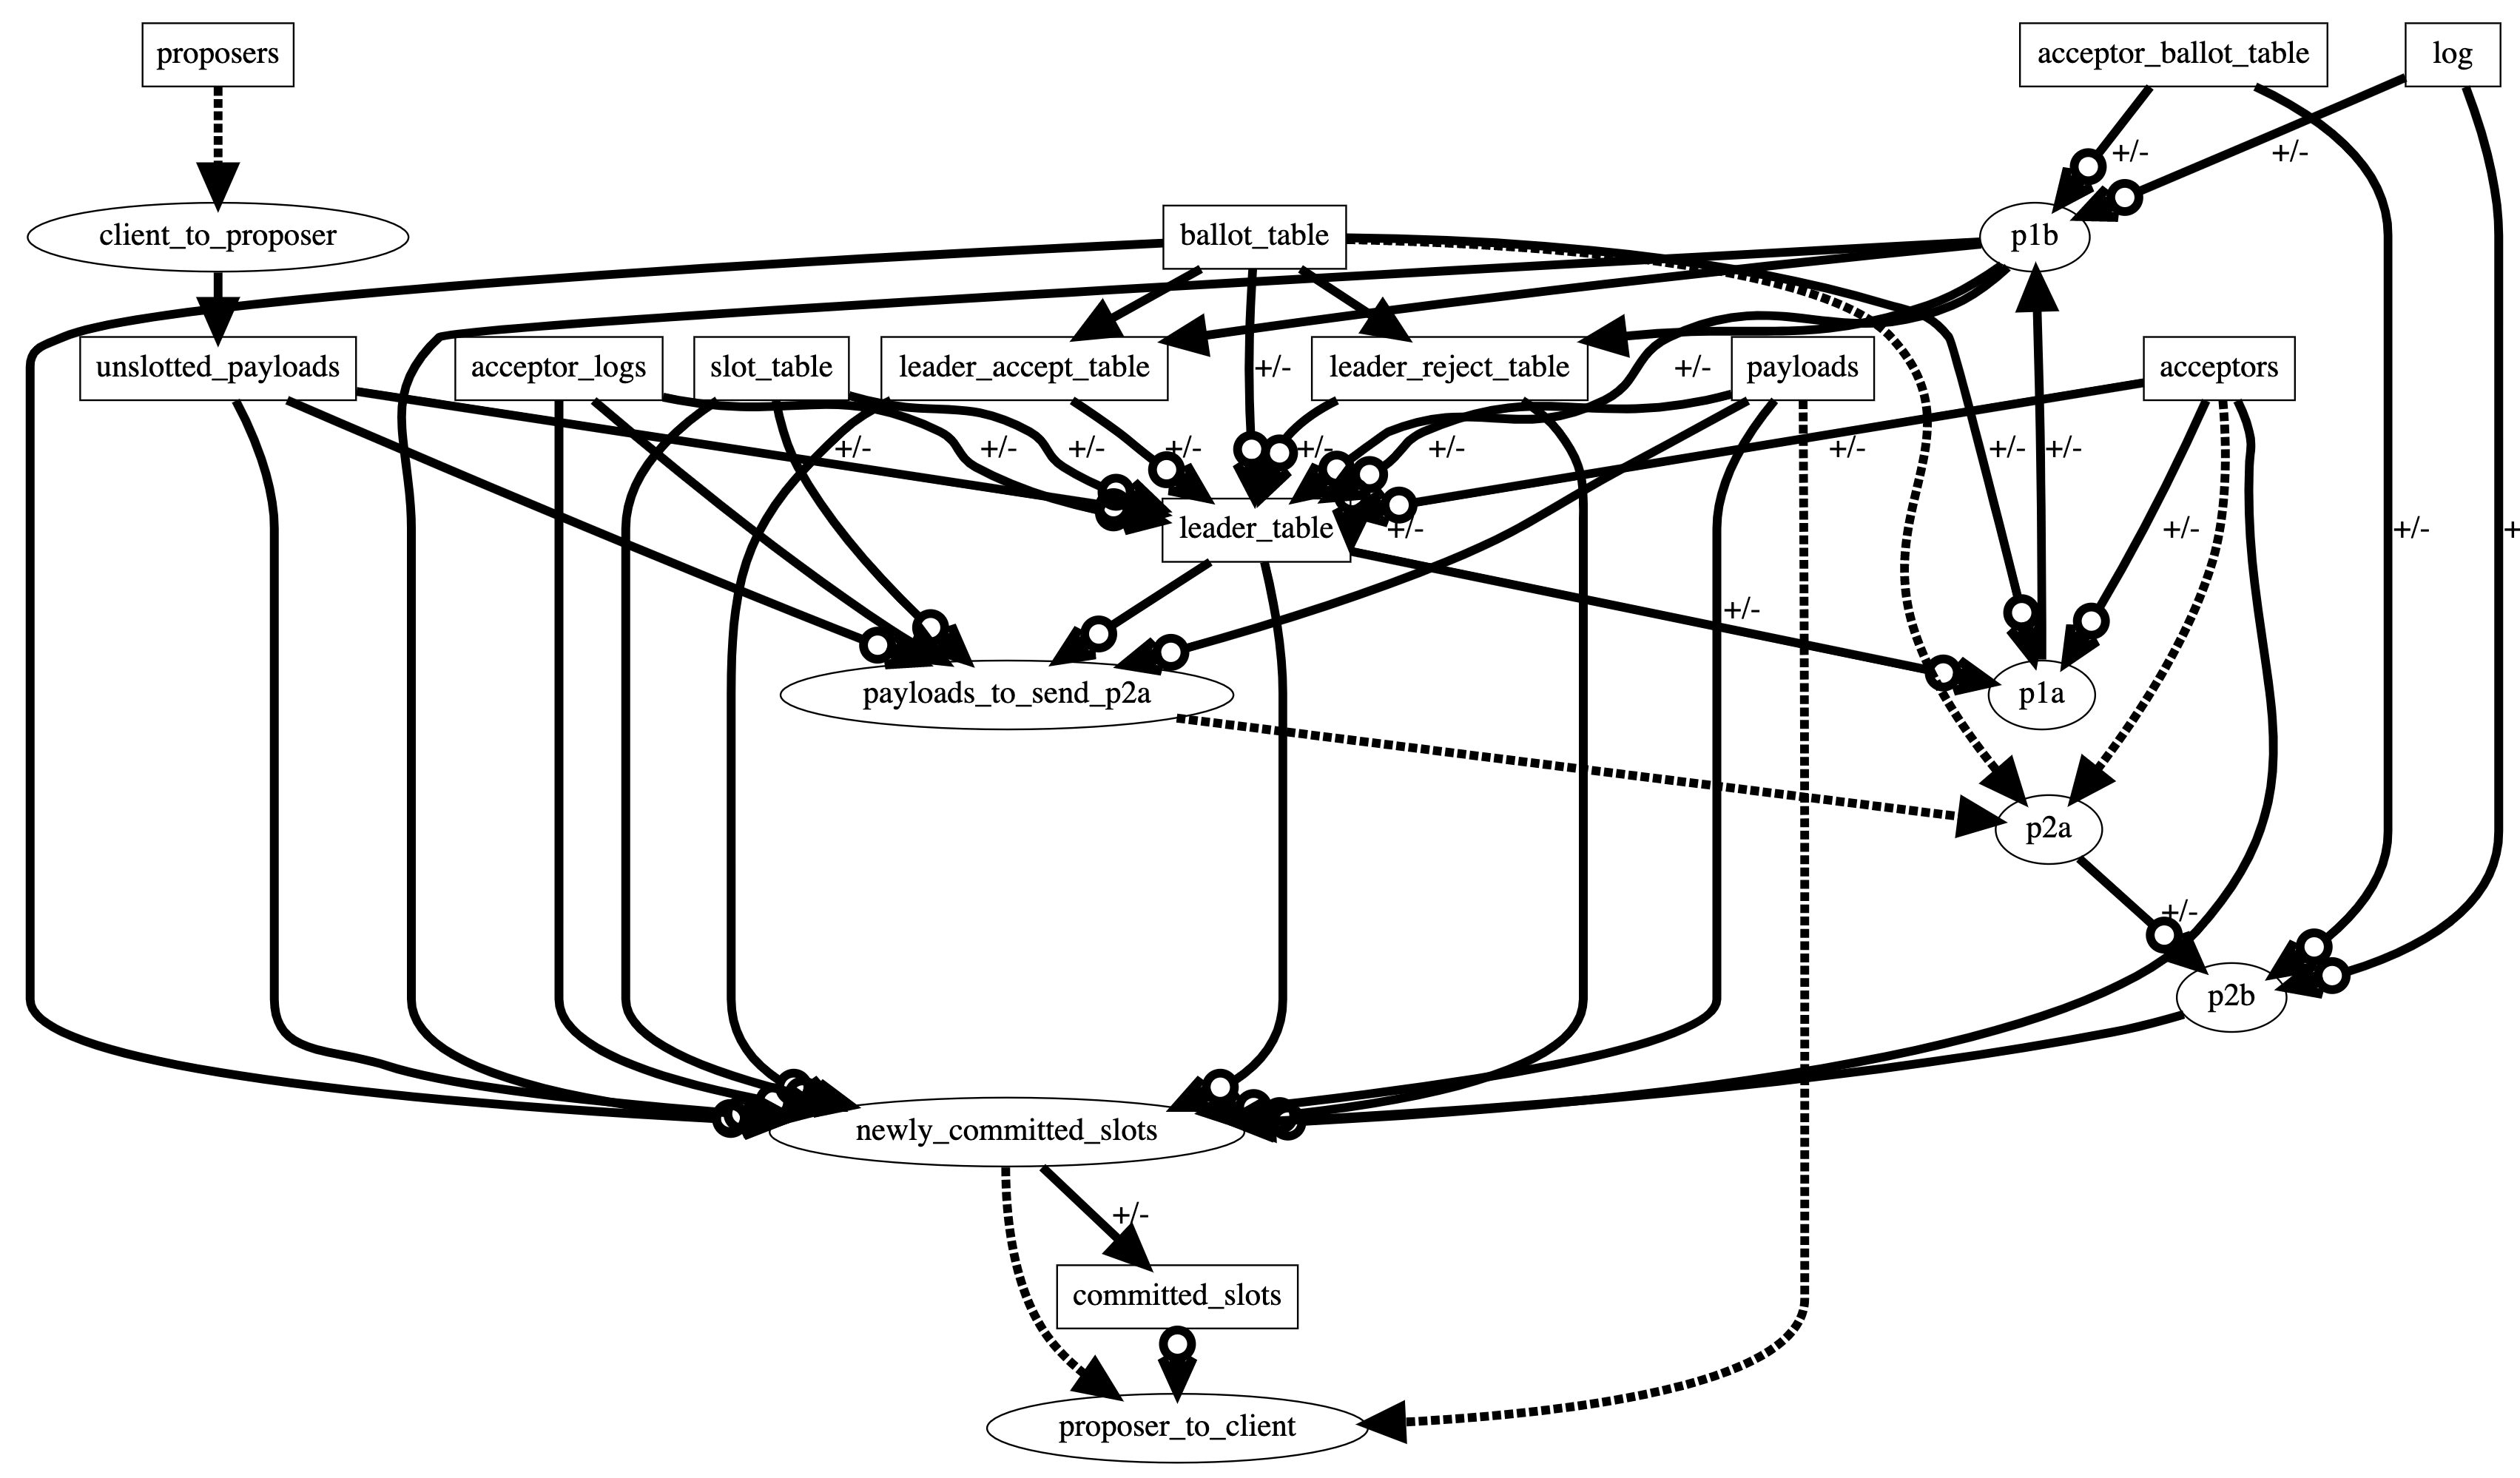 proposers
acceptor_ballot_table
log
+/-
+/-
client_to_proposer
ballot_table
p1b
unslotted_payloads
acceptor_logs
slot_table
leader_accept_table
+/-
leader_reject_table
+/-
payloads
acceptors
+/-
+/-
+/-
+/-
+/-
+/-
+/-
+/-
+/-
leader_table
+/-
+/-
+/-
+
+/-
payloads_to_send_p2a
p1a
p2a
+/-
p2b
newly_committed_slots
+/-
committed_slots
proposer_to_client